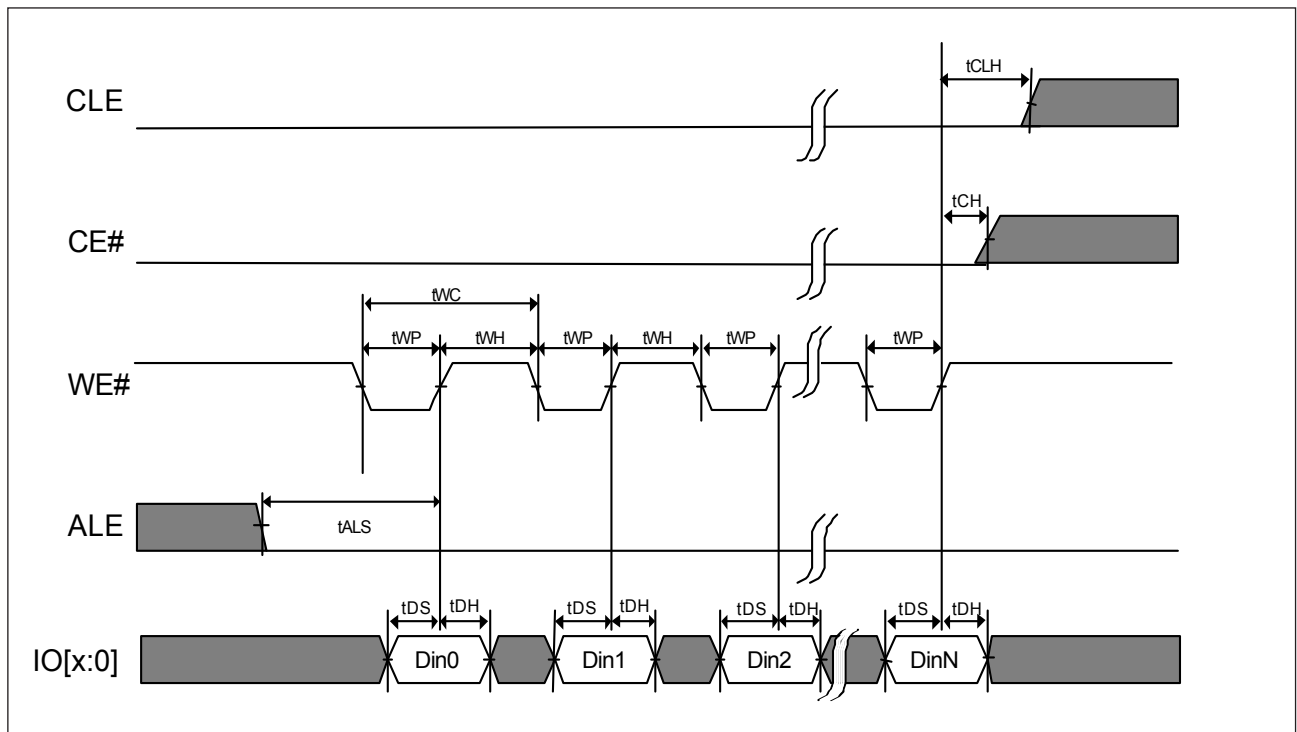 tCLH
CLE
tCH
CE#
tWC
tWP tWH tWP tWH tWP tWP
WE#
ALE
tALS
tDS tDH tDS tDH tDS tDH tDS tDH
IO[x:0] Din0 Din1 Din2 DinN